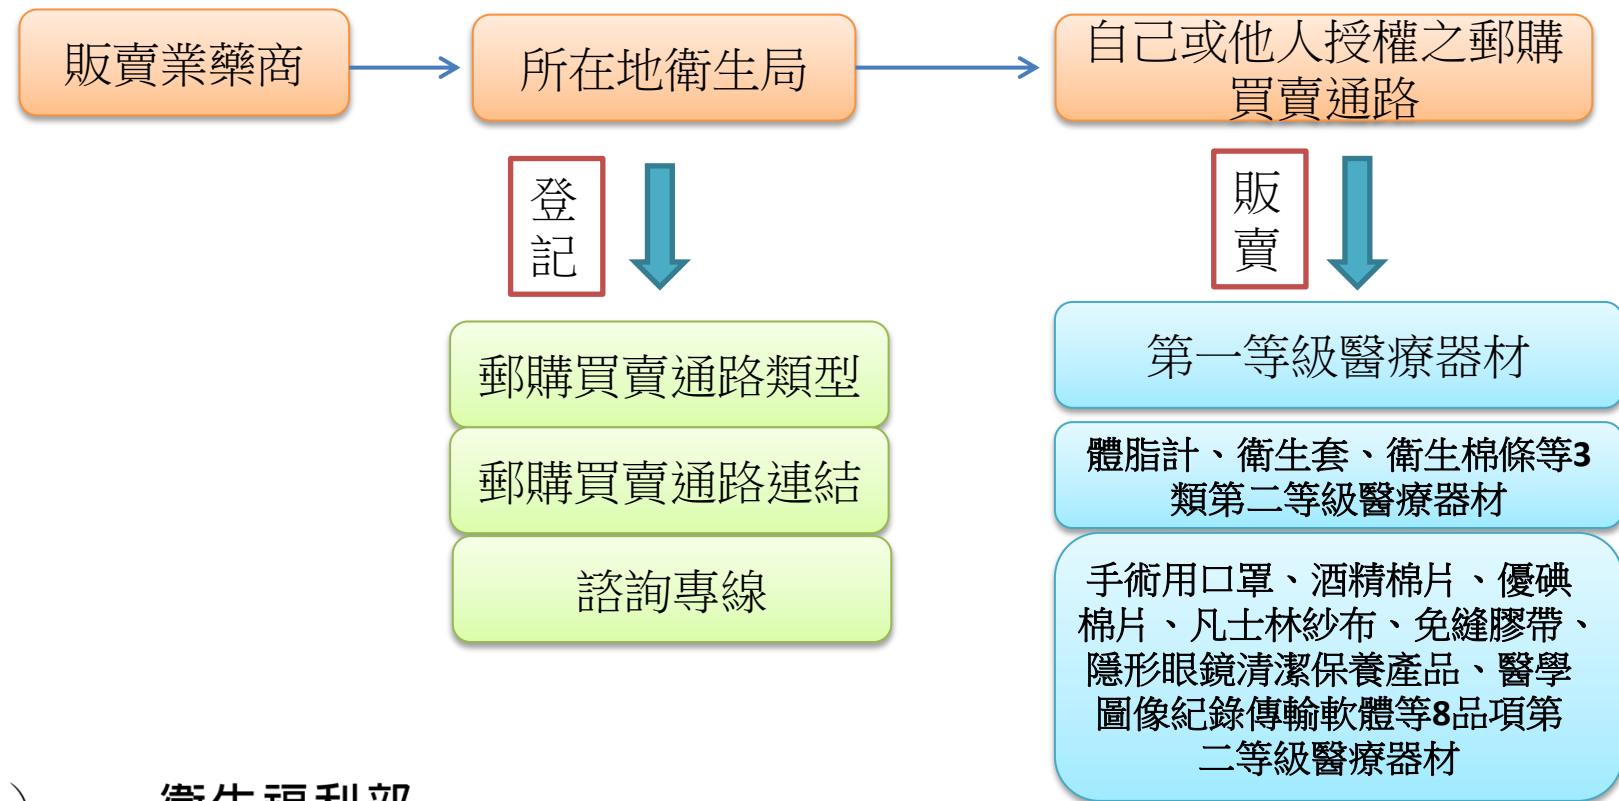 販賣業藥商
所在地衛生局
自己或他人授權之郵購
買賣通路
登
記
販
賣
郵購買賣通路類型
郵購買賣通路連結
諮詢專線
第一等級醫療器材
體脂計、衛生套、衛生棉條等3
類第二等級醫療器材
手術用口罩、酒精棉片、優碘
棉片、凡士林紗布、免縫膠帶、
隱形眼鏡清潔保養產品、醫學
圖像紀錄傳輸軟體等8品項第
二等級醫療器材
衛生福利部